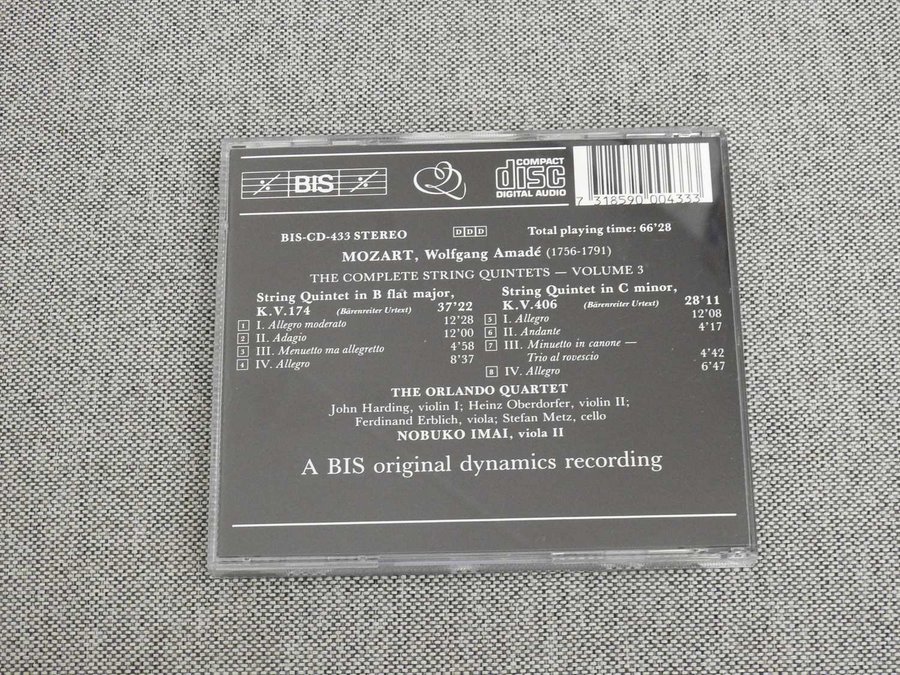 BIS
COMPACT
disc
DIGITAL AUDIO
7 318590 004333
BIS-CD-433 STEREO
DDD
Total playing time: 66'28
MOZART, Wolfgang Amadé (1756-1791)
THE COMPLETE STRING QUINTETS — VOLUME 3
String Quintet in B flat major,
K.V.174 (Bärenreiter Urtext) 37'22
1 I. Allegro moderato 12'28
2 II. Adagio 12'00
3 III. Menuetto ma allegretto 4'58
4 IV. Allegro 8'37
String Quintet in C minor,
K.V.406 (Bärenreiter Urtext) 28'11
5 I. Allegro 12'08
6 II. Andante 4'17
7 III. Minuetto in canone —
Trio al rovescio 4'42
8 IV. Allegro 6'47
THE ORLANDO QUARTET
John Harding, violin I; Heinz Oberdorfer, violin II;
Ferdinand Erblich, viola; Stefan Metz, cello
NOBUKO IMAI, viola II
A BIS original dynamics recording